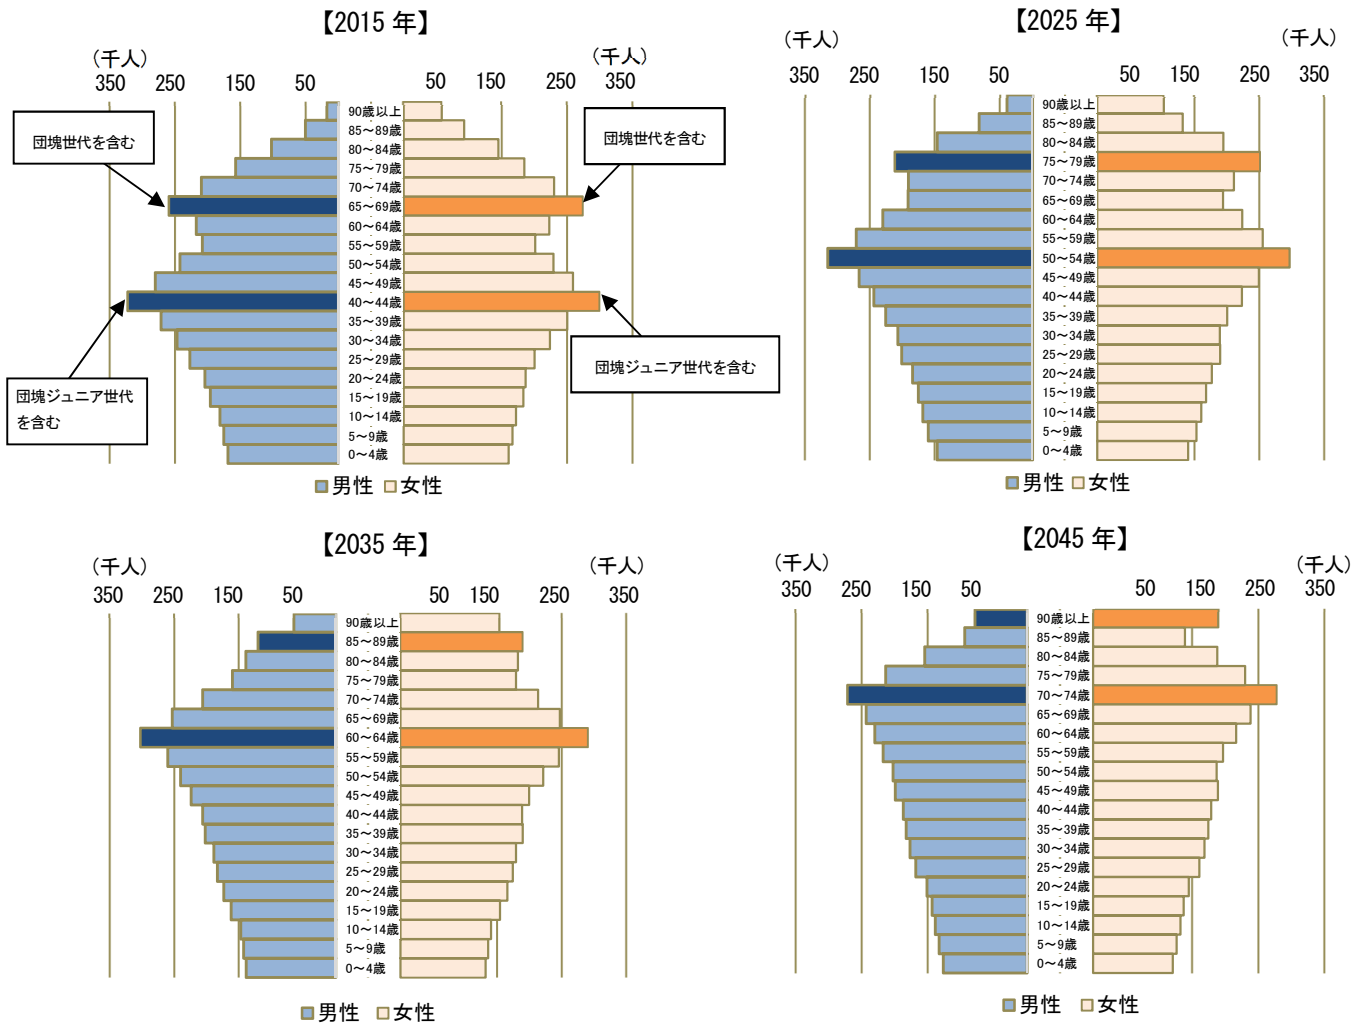 【2015 年】
（千人）
（千人）
350 250 150 50
50 150 250 350
90歳以上
85～89歳
80～84歳
75～79歳
70～74歳
65～69歳
60～64歳
55～59歳
50～54歳
45～49歳
40～44歳
35～39歳
30～34歳
25～29歳
20～24歳
15～19歳
10～14歳
5～9歳
0～4歳
団塊世代を含む
団塊世代を含む
団塊ジュニア世代
を含む
団塊ジュニア世代を含む
男性 女性
【2025 年】
（千人）
（千人）
350 250 150 50
50 150 250 350
90歳以上
85～89歳
80～84歳
75～79歳
70～74歳
65～69歳
60～64歳
55～59歳
50～54歳
45～49歳
40～44歳
35～39歳
30～34歳
25～29歳
20～24歳
15～19歳
10～14歳
5～9歳
0～4歳
男性 女性
【2035 年】
（千人）
（千人）
350 250 150 50
50 150 250 350
90歳以上
85～89歳
80～84歳
75～79歳
70～74歳
65～69歳
60～64歳
55～59歳
50～54歳
45～49歳
40～44歳
35～39歳
30～34歳
25～29歳
20～24歳
15～19歳
10～14歳
5～9歳
0～4歳
男性 女性
【2045 年】
（千人）
（千人）
350 250 150 50
50 150 250 350
90歳以上
85～89歳
80～84歳
75～79歳
70～74歳
65～69歳
60～64歳
55～59歳
50～54歳
45～49歳
40～44歳
35～39歳
30～34歳
25～29歳
20～24歳
15～19歳
10～14歳
5～9歳
0～4歳
男性 女性